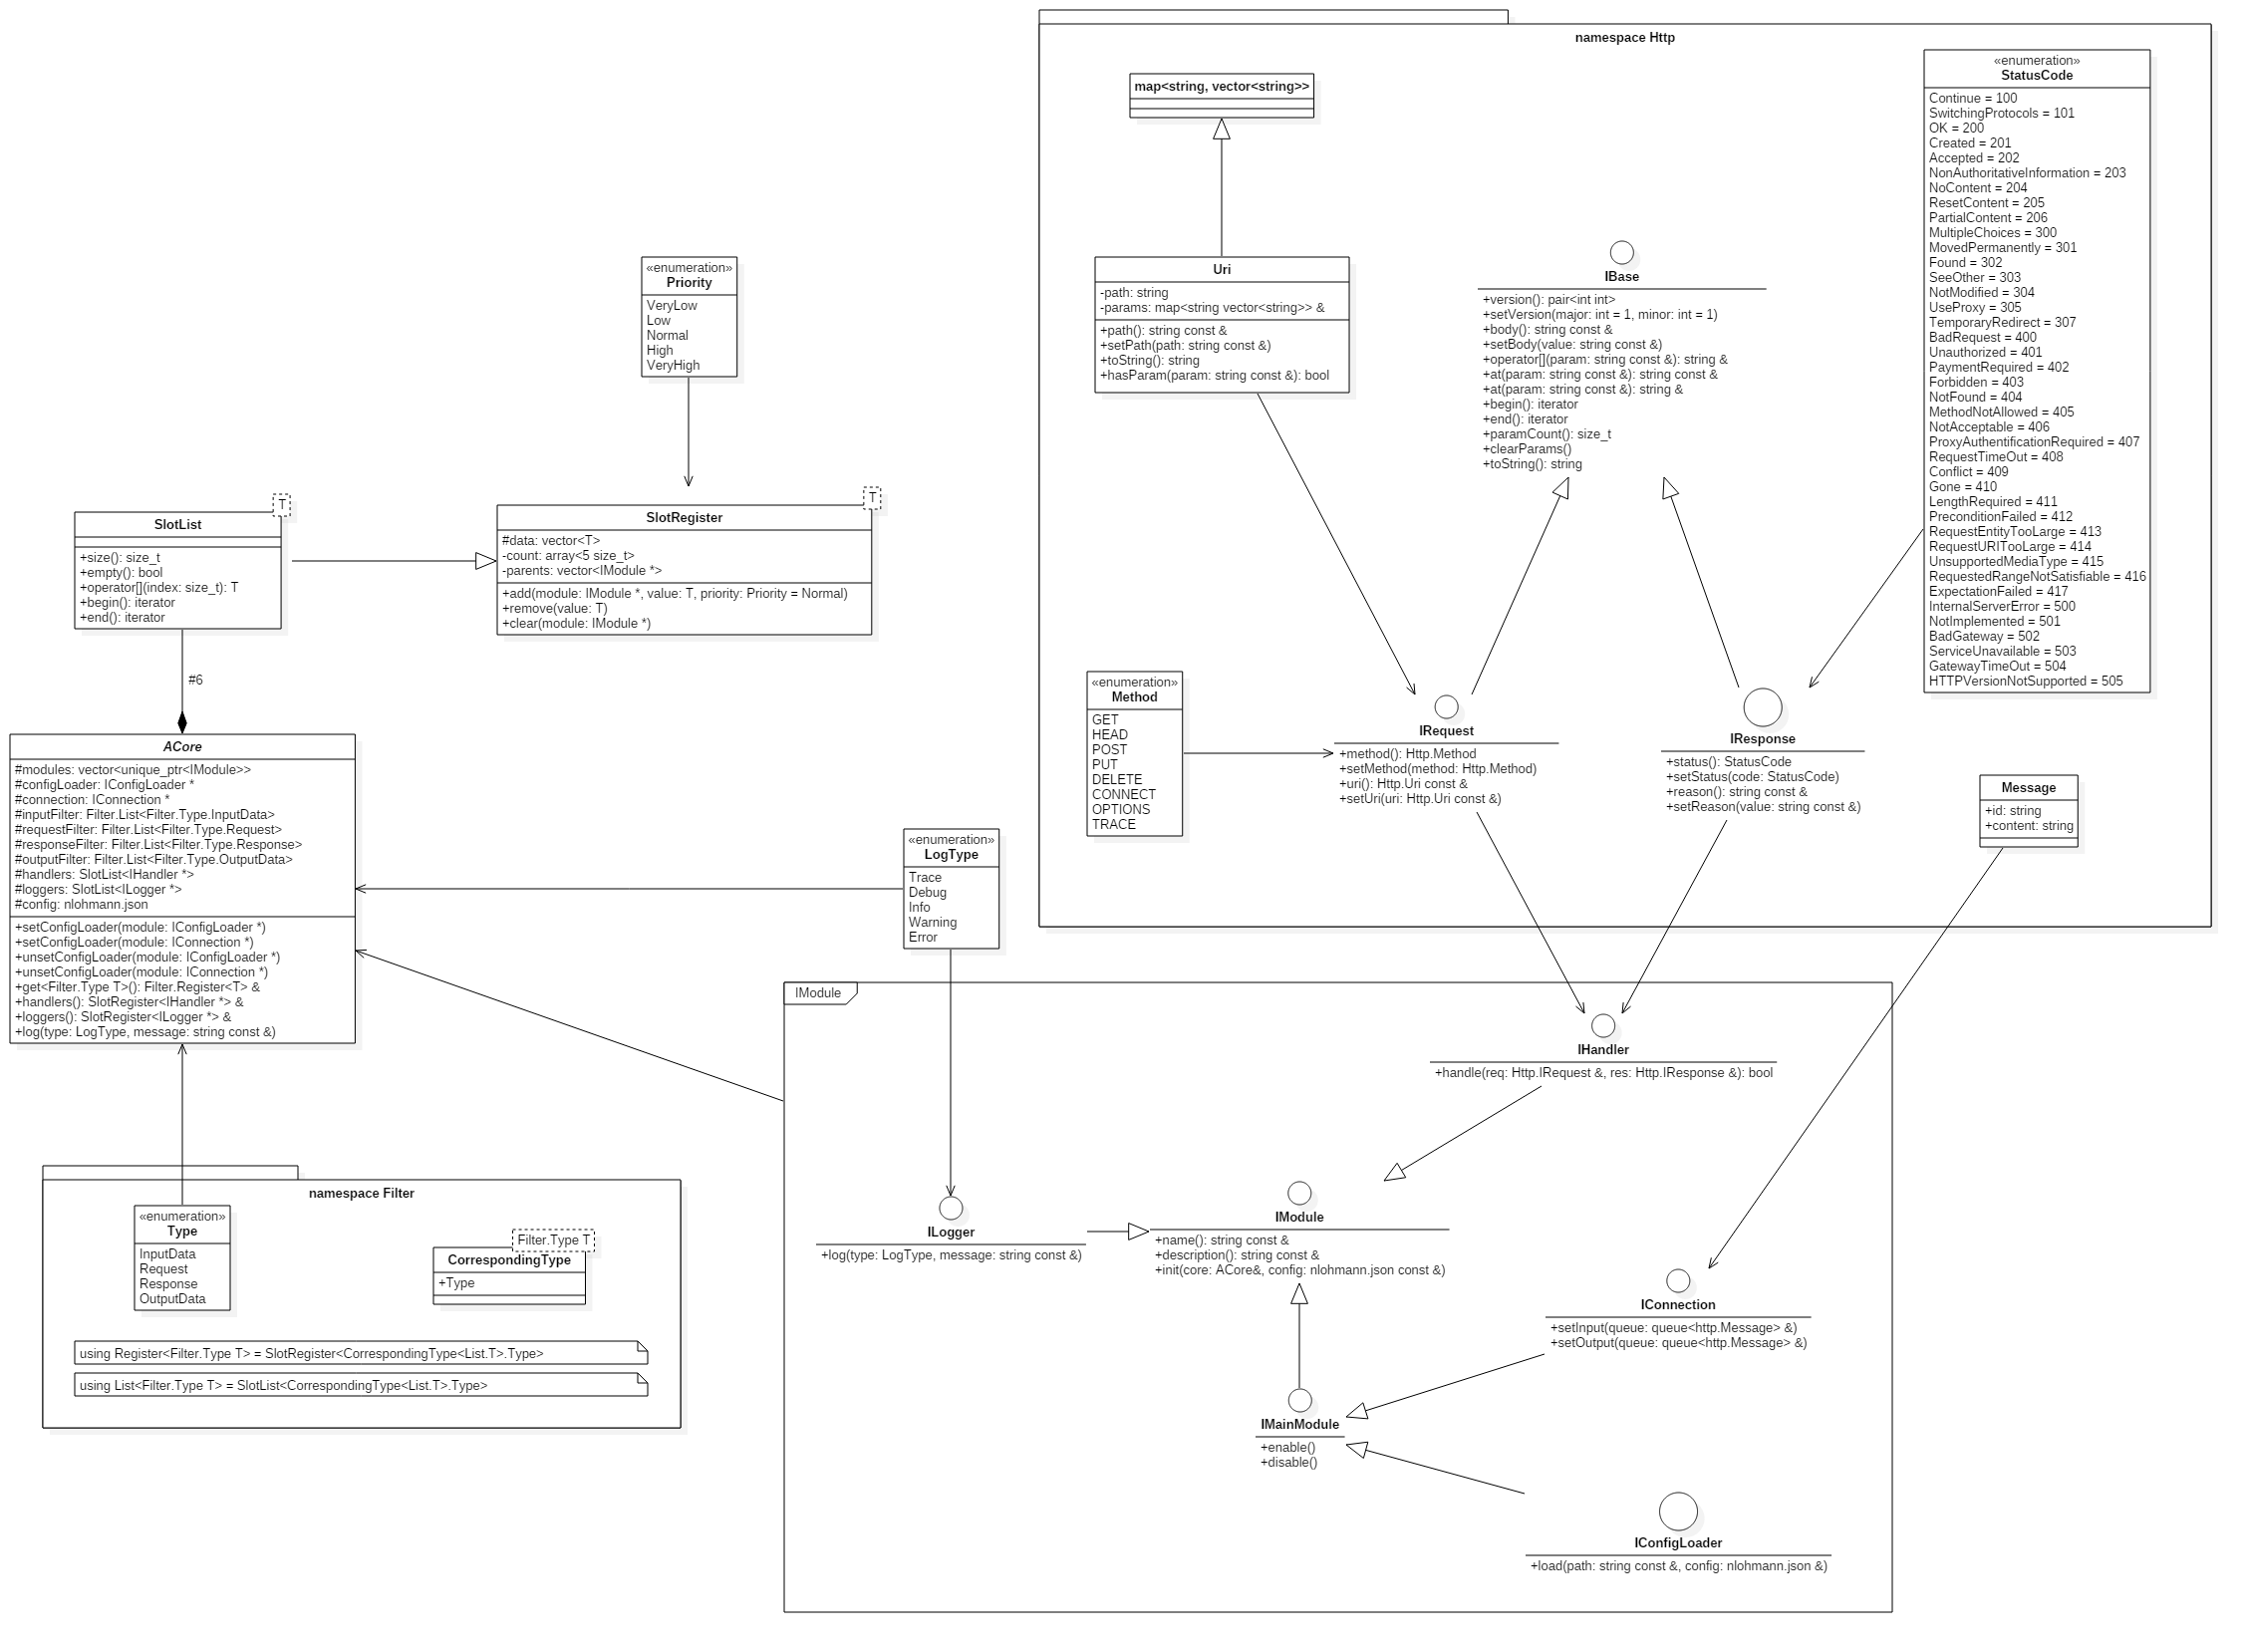 namespace Http
map<string, vector<string>>
Uri
-path: string
-params: map<string vector<string>> &
+path(): string const &
+setPath(path: string const &)
+toString(): string
+hasParam(param: string const &): bool
IBase
+version(): pair<int int>
+setVersion(major: int = 1, minor: int = 1)
+body(): string const &
+setBody(value: string const &)
+operator[](param: string const &): string &
+at(param: string const &): string const &
+at(param: string const &): string &
+begin(): iterator
+end(): iterator
+paramCount(): size_t
+clearParams()
+toString(): string
«enumeration»
StatusCode
Continue = 100
SwitchingProtocols = 101
OK = 200
Created = 201
Accepted = 202
NonAuthoritativeInformation = 203
NoContent = 204
ResetContent = 205
PartialContent = 206
MultipleChoices = 300
MovedPermanently = 301
Found = 302
SeeOther = 303
NotModified = 304
UseProxy = 305
TemporaryRedirect = 307
BadRequest = 400
Unauthorized = 401
PaymentRequired = 402
Forbidden = 403
NotFound = 404
MethodNotAllowed = 405
NotAcceptable = 406
ProxyAuthentificationRequired = 407
RequestTimeOut = 408
Conflict = 409
Gone = 410
LengthRequired = 411
PreconditionFailed = 412
RequestEntityTooLarge = 413
RequestURITooLarge = 414
UnsupportedMediaType = 415
RequestedRangeNotSatisfiable = 416
ExpectationFailed = 417
InternalServerError = 500
NotImplemented = 501
BadGateway = 502
ServiceUnavailable = 503
GatewayTimeOut = 504
HTTPVersionNotSupported = 505
«enumeration»
Method
GET
HEAD
POST
PUT
DELETE
CONNECT
OPTIONS
TRACE
IRequest
+method(): Http.Method
+setMethod(method: Http.Method)
+uri(): Http.Uri const &
+setUri(uri: Http.Uri const &)
IResponse
+status(): StatusCode
+setStatus(code: StatusCode)
+reason(): string const &
+setReason(value: string const &)
Message
+id: string
+content: string
«enumeration»
Priority
VeryLow
Low
Normal
High
VeryHigh
T
SlotList
+size(): size_t
+empty(): bool
+operator[](index: size_t): T
+begin(): iterator
+end(): iterator
T
SlotRegister
#data: vector<T>
-count: array<5 size_t>
-parents: vector<IModule *>
+add(module: IModule *, value: T, priority: Priority = Normal)
+remove(value: T)
+clear(module: IModule *)
#6
ACore
#modules: vector<unique_ptr<IModule>>
#configLoader: IConfigLoader *
#connection: IConnection *
#inputFilter: Filter.List<Filter.Type.InputData>
#requestFilter: Filter.List<Filter.Type.Request>
#responseFilter: Filter.List<Filter.Type.Response>
#outputFilter: Filter.List<Filter.Type.OutputData>
#handlers: SlotList<IHandler *>
#loggers: SlotList<ILogger *>
#config: nlohmann.json
+setConfigLoader(module: IConfigLoader *)
+setConfigLoader(module: IConnection *)
+unsetConfigLoader(module: IConfigLoader *)
+unsetConfigLoader(module: IConnection *)
+get<Filter.Type T>(): Filter.Register<T> &
+handlers(): SlotRegister<IHandler *> &
+loggers(): SlotRegister<ILogger *> &
+log(type: LogType, message: string const &)
«enumeration»
LogType
Trace
Debug
Info
Warning
Error
namespace Filter
«enumeration»
Type
InputData
Request
Response
OutputData
Filter.Type T
CorrespondingType
+Type
using Register<Filter.Type T> = SlotRegister<CorrespondingType<List.T>.Type>
using List<Filter.Type T> = SlotList<CorrespondingType<List.T>.Type>
IModule
IHandler
+handle(req: Http.IRequest &, res: Http.IResponse &): bool
ILogger
+log(type: LogType, message: string const &)
IModule
+name(): string const &
+description(): string const &
+init(core: ACore&, config: nlohmann.json const &)
IConnection
+setInput(queue: queue<http.Message> &)
+setOutput(queue: queue<http.Message> &)
IMainModule
+enable()
+disable()
IConfigLoader
+load(path: string const &, config: nlohmann.json &)